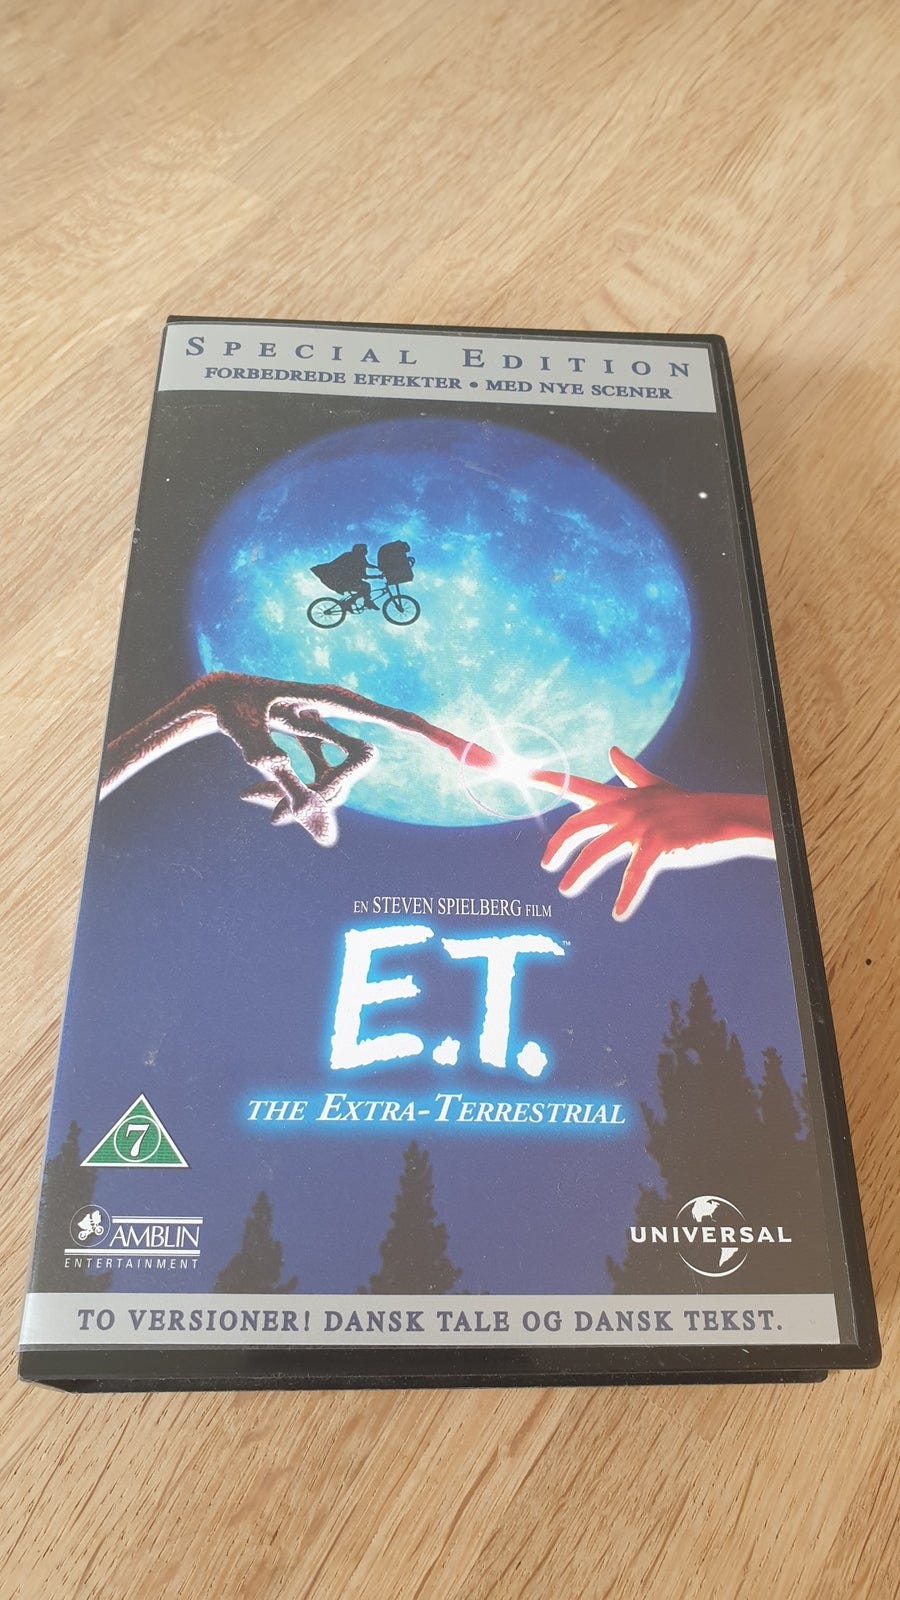 SPECIAL EDITION
FORBEDREDE EFFEKTER • MED NYE SCENER
EN STEVEN SPIELBERG FILM
E.T.™
THE EXTRA-TERRESTRIAL
7
AMBLIN
ENTERTAINMENT
UNIVERSAL
TO VERSIONER! DANSK TALE OG DANSK TEKST.